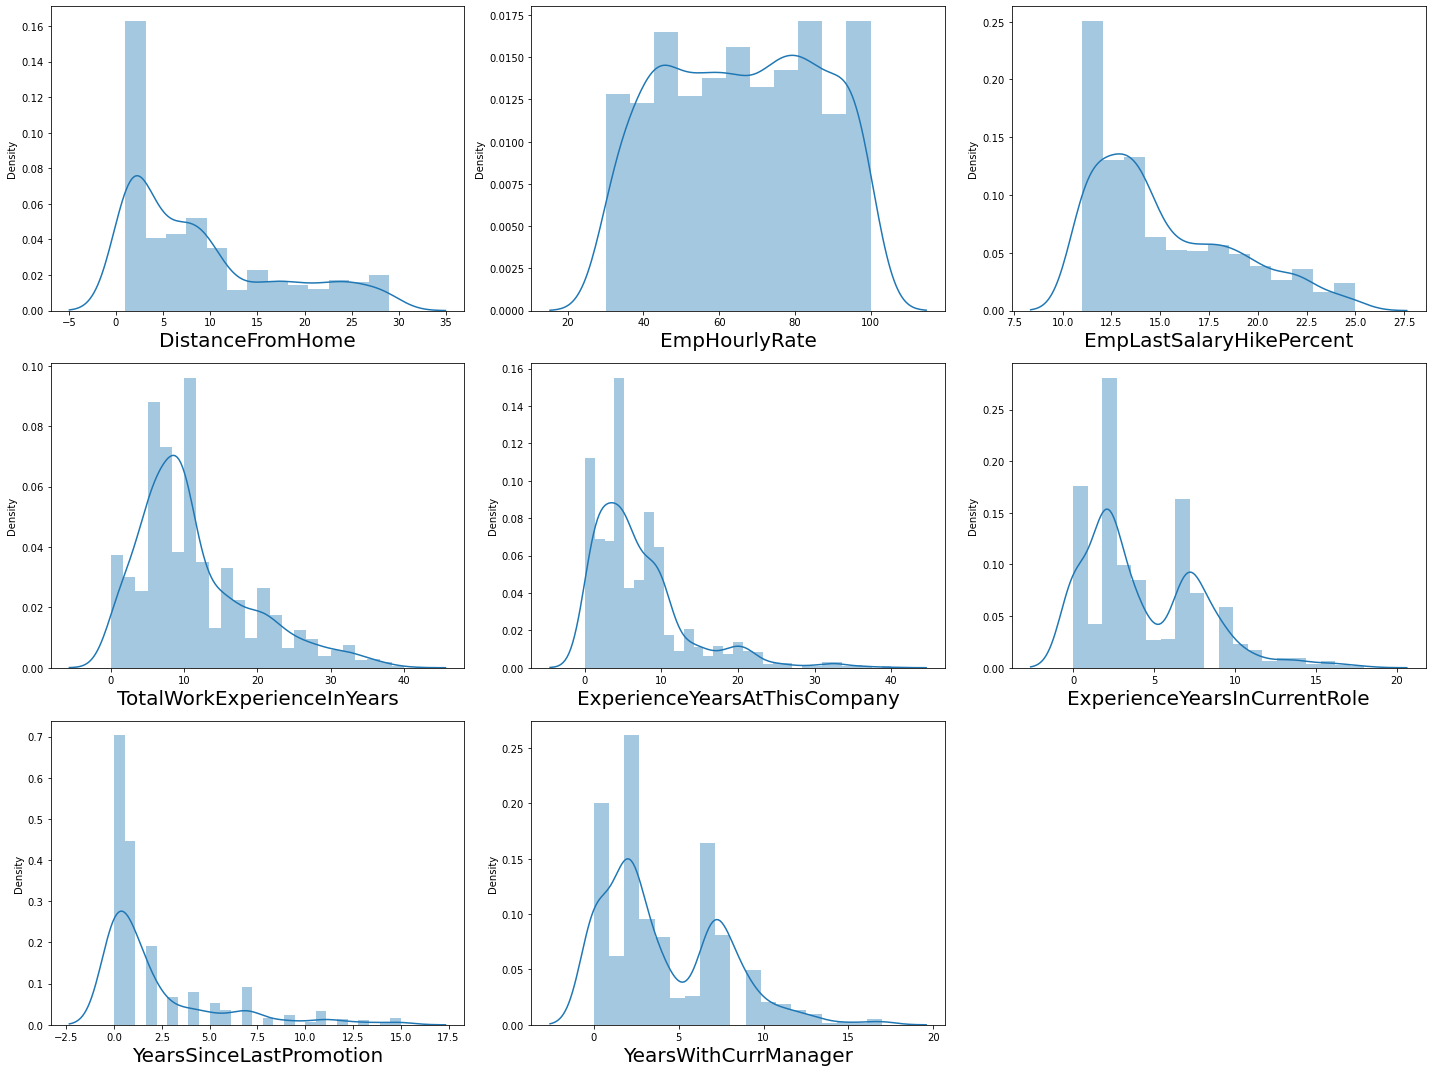 0.16
0.14
0.12
0.10
0.08
0.06
0.04
0.02
0.00
Density
−5 0 5 10 15 20 25 30 35
DistanceFromHome
0.0175
0.0150
0.0125
0.0100
0.0075
0.0050
0.0025
0.0000
Density
20 40 60 80 100
EmpHourlyRate
0.25
0.20
0.15
0.10
0.05
0.00
Density
7.5 10.0 12.5 15.0 17.5 20.0 22.5 25.0 27.5
EmpLastSalaryHikePercent
0.10
0.08
0.06
0.04
0.02
0.00
Density
0 10 20 30 40
TotalWorkExperienceInYears
0.16
0.14
0.12
0.10
0.08
0.06
0.04
0.02
0.00
Density
0 10 20 30 40
ExperienceYearsAtThisCompany
0.25
0.20
0.15
0.10
0.05
0.00
Density
0 5 10 15 20
ExperienceYearsInCurrentRole
0.7
0.6
0.5
0.4
0.3
0.2
0.1
0.0
Density
−2.5 0.0 2.5 5.0 7.5 10.0 12.5 15.0 17.5
YearsSinceLastPromotion
0.25
0.20
0.15
0.10
0.05
0.00
Density
0 5 10 15 20
YearsWithCurrManager